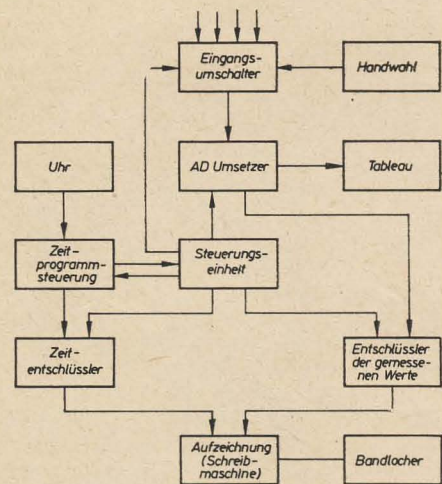 Eingangs-
umschalter
Handwahl
Uhr
AD Umsetzer
Tableau
Zeit-
programm-
steuerung
Steuerungs-
einheit
Zeit-
entschlüssler
Entschlüssler
der gemesse-
nen Werte
Aufzeichnung
(Schreib-
maschine)
Bandlocher